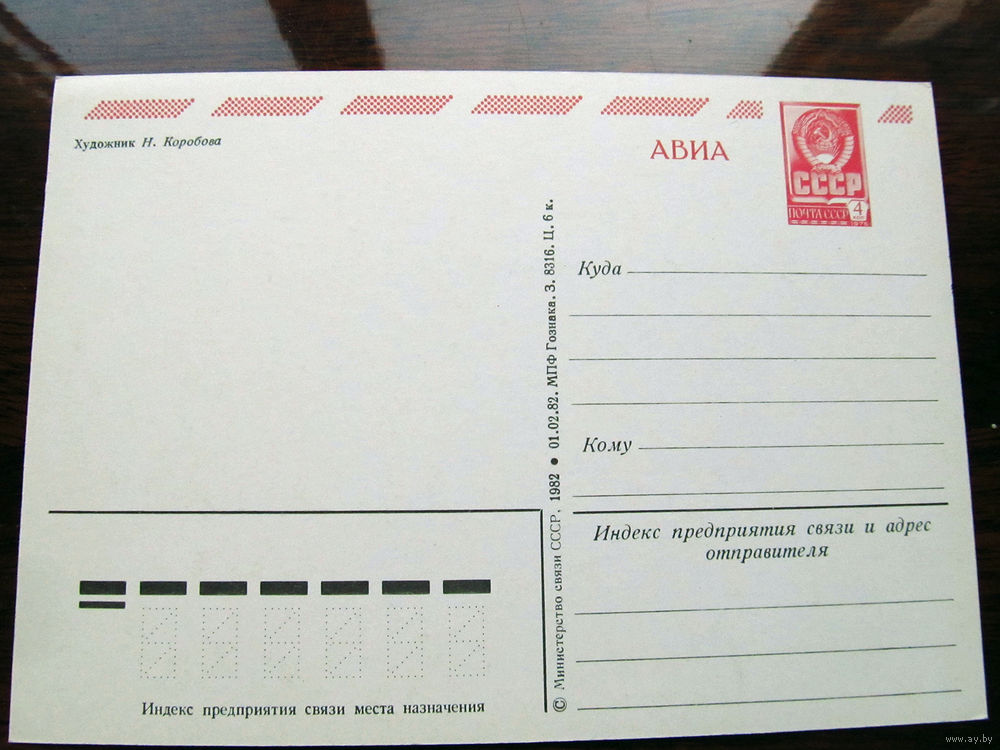 Художник Н. Коробова
АВИА
СССР
ПОЧТА СССР
4
КОП
1976
Куда
Кому
Индекс предприятия связи и адрес
отправителя
© Министерство связи СССР, 1982 • 01.02.82. МПФ Гознака. З. 8316. Ц. 6 к.
Индекс предприятия связи места назначения
www.ay.by